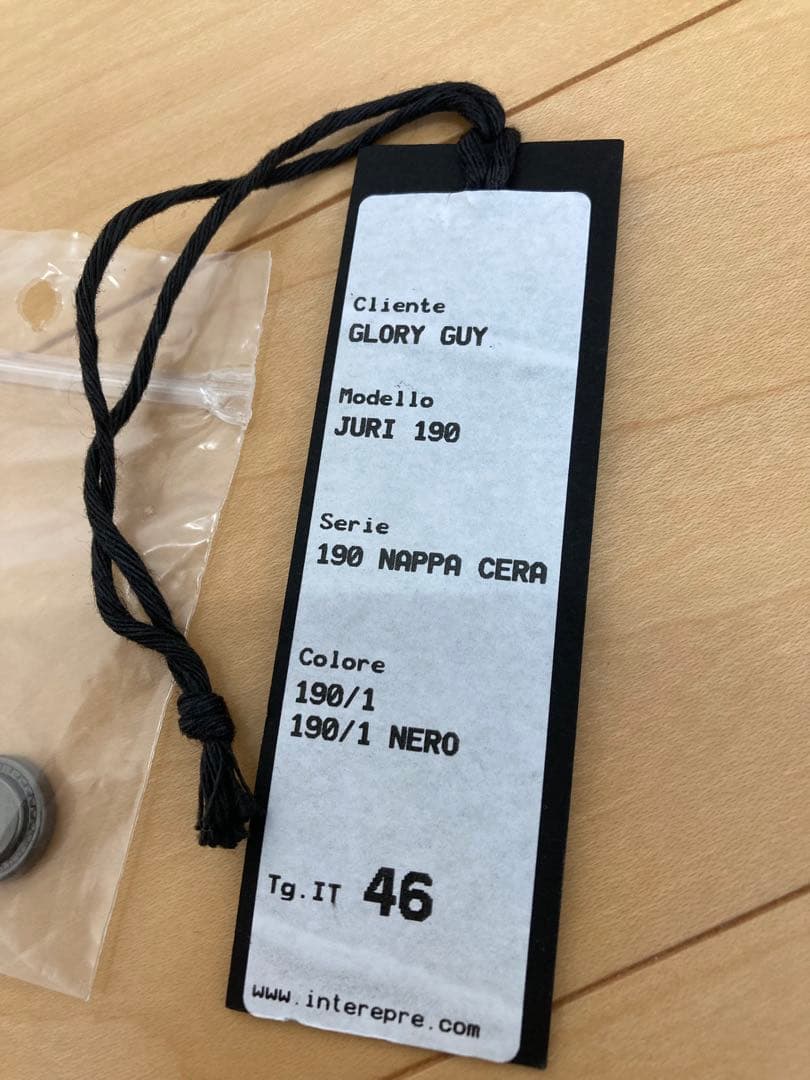 Cliente
GLORY GUY
Modello
JURI 190
Serie
190 NAPPA CERA
Colore
190/1
190/1 NERO
Tg.IT 46
www.interepre.com